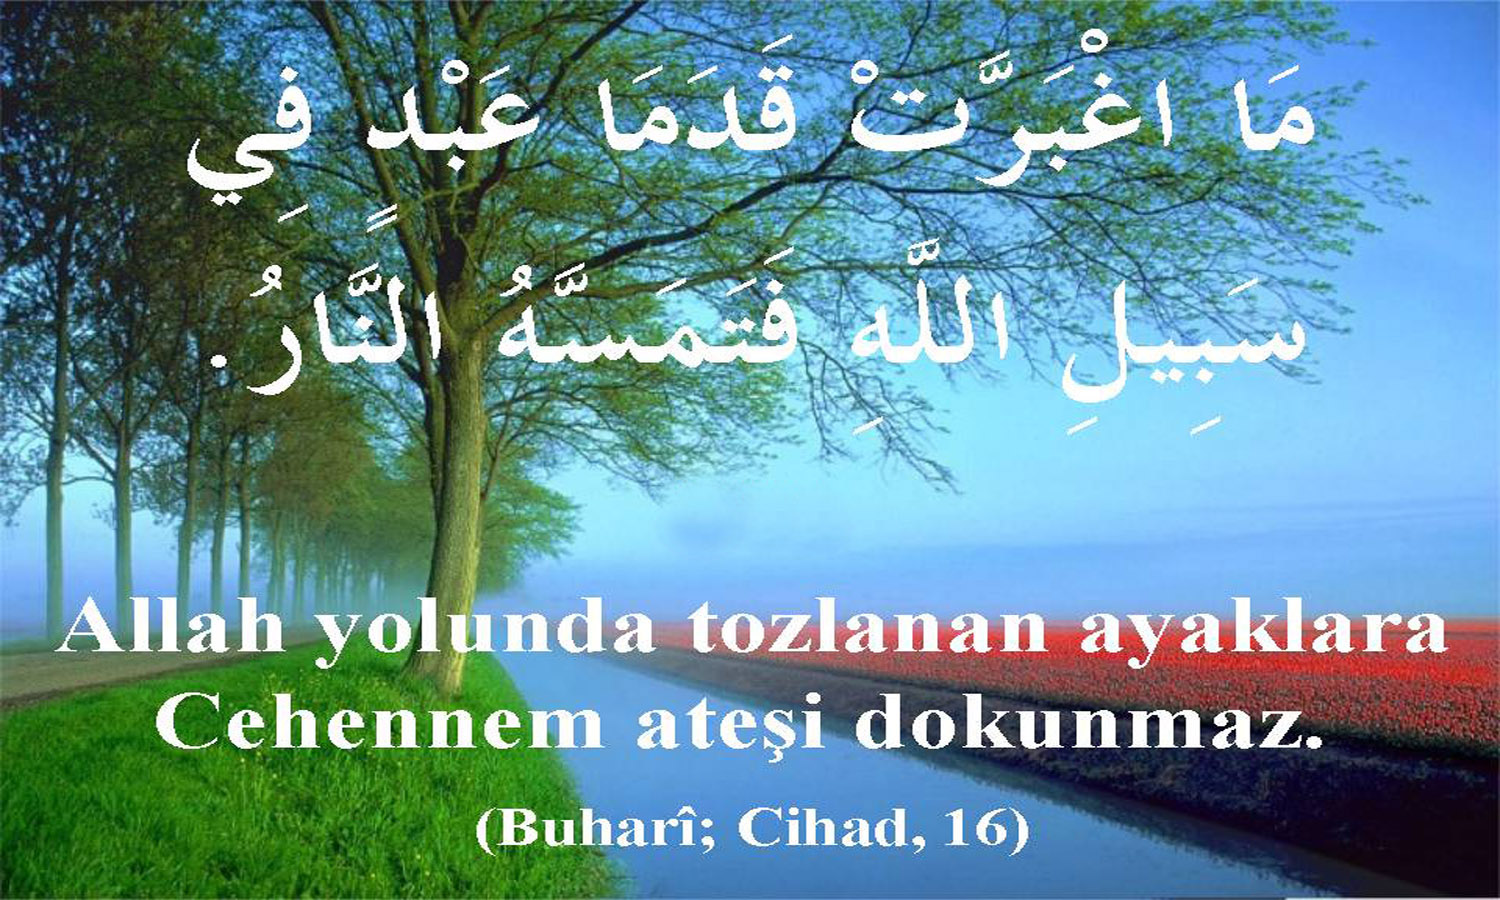 مَا اغْبَرَّتْ قَدَمَا عَبْدٍ فِي
سَبِيلِ اللَّهِ فَتَمَسَّهُ النَّارُ.
Allah yolunda tozlanan ayaklara
Cehennem ateşi dokunmaz.
(Buharî; Cihad, 16)